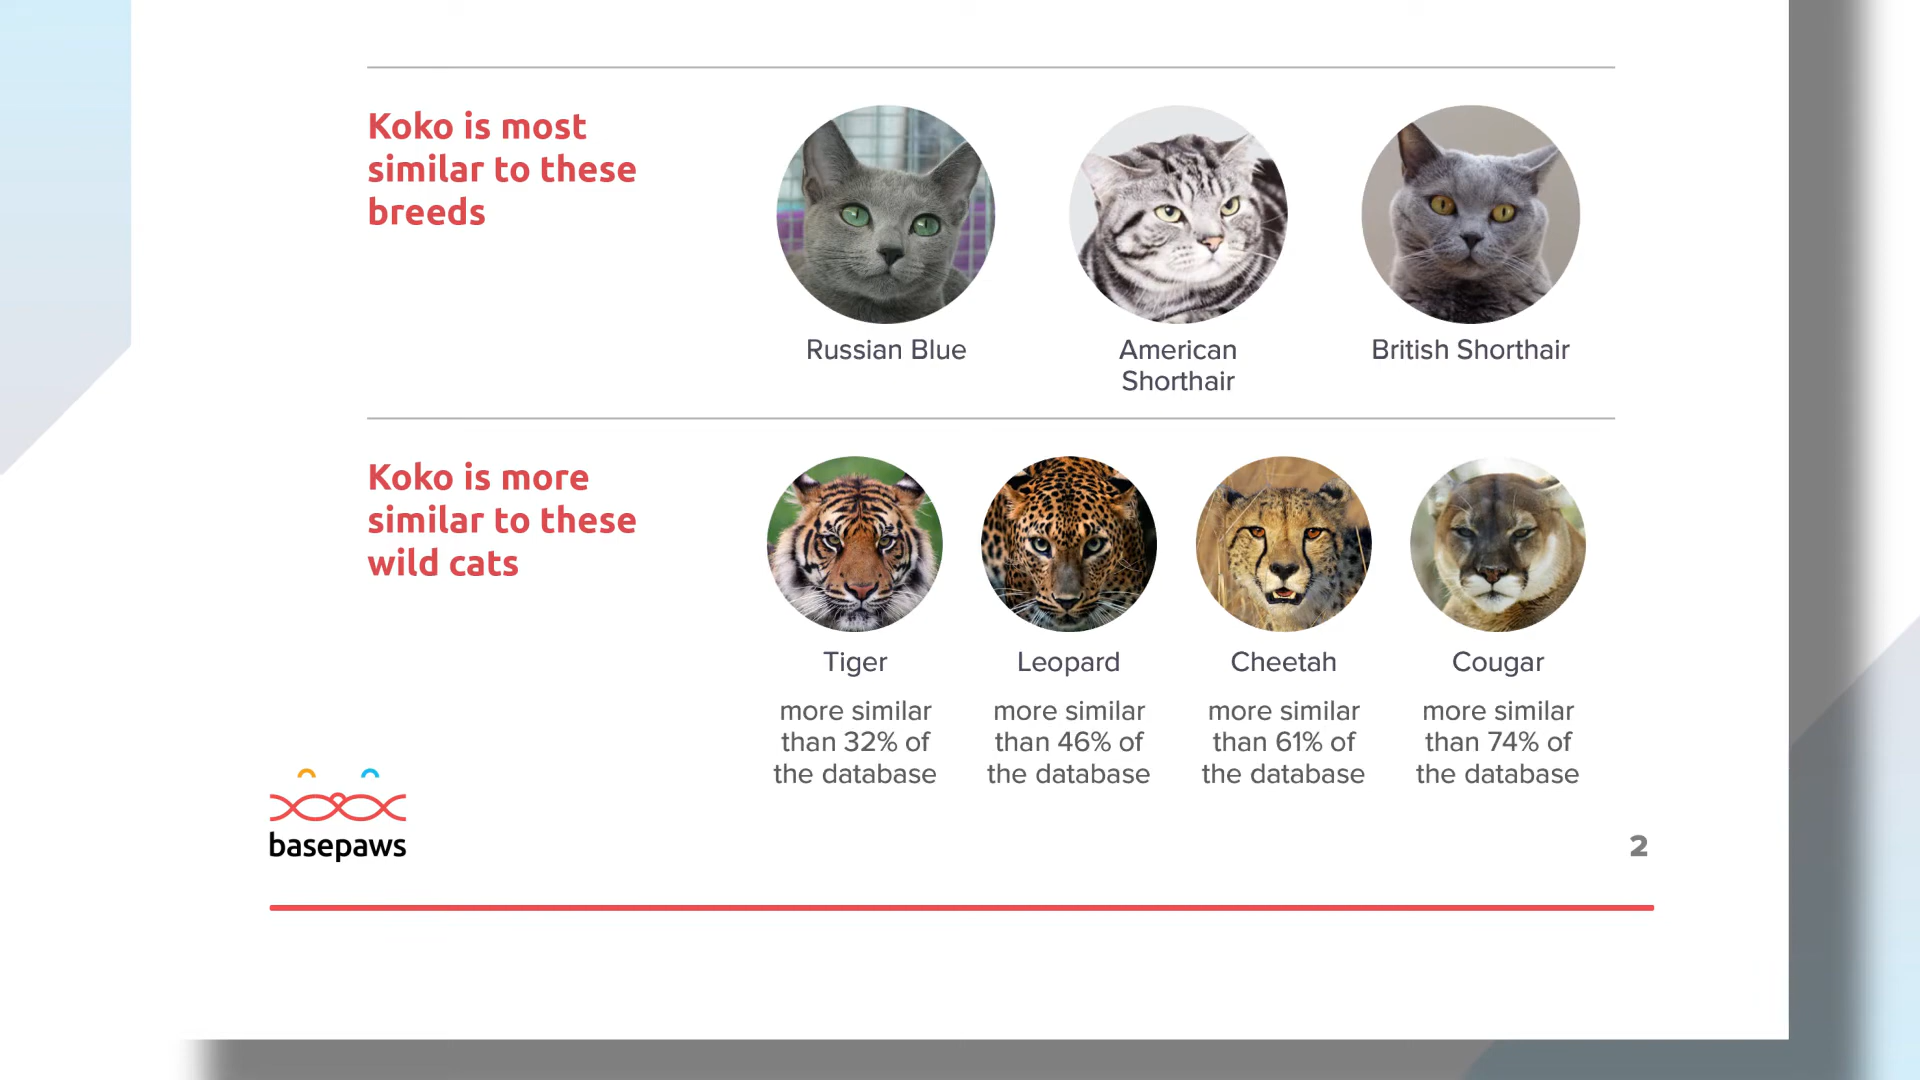 Koko is most
similar to these
breeds
Russian Blue
American
Shorthair
British Shorthair
Koko is more
similar to these
wild cats
Tiger
more similar
than 32% of
the database
Leopard
more similar
than 46% of
the database
Cheetah
more similar
than 61% of
the database
Cougar
more similar
than 74% of
the database
basepaws
2